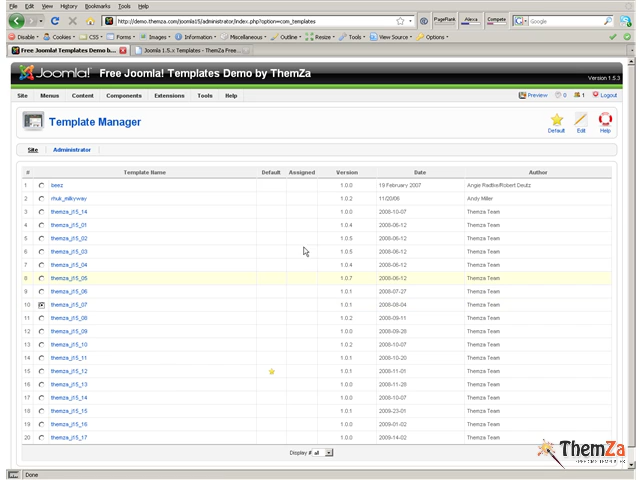 File Edit View History Bookmarks Manager Tools Help
http://demo.themza.com/joomla15/administrator/index.php?option=com_templates
PageRank Alexa Compete Google
Disable Cookies CSS Forms Images Information Miscellaneous Outline Resize Tools View Source Options
Free Joomla! Templates Demo b... Joomla 1.5.x Templates - ThemZa Free...
Joomla! Free Joomla! Templates Demo by ThemZa
Version 1.5.3
Site Menus Content Components Extensions Tools Help Preview 0 1 Logout
Template Manager
Default Edit Help
Site Administrator
# Template Name Default Assigned Version Date Author
1 beez 1.0.0 19 February 2007 Angie Radtke/Robert Deutz
2 rhuk_milkyway 1.0.2 11/20/06 Andy Miller
3 themza_j15_14 1.0.0 2008-10-07 Themza Team
4 themza_j15_01 1.0.4 2008-06-12 Themza Team
5 themza_j15_02 1.0.5 2008-06-12 Themza Team
6 themza_j15_03 1.0.5 2008-06-12 Themza Team
7 themza_j15_04 1.0.4 2008-06-12 Themza Team
8 themza_j15_05 1.0.7 2008-06-12 Themza Team
9 themza_j15_06 1.0.1 2008-07-27 Themza Team
10 themza_j15_07 1.0.1 2008-08-04 Themza Team
11 themza_j15_08 1.0.2 2008-09-11 Themza Team
12 themza_j15_09 1.0.0 2008-09-28 Themza Team
13 themza_j15_10 1.0.2 2008-10-07 Themza Team
14 themza_j15_11 1.0.1 2008-10-20 Themza Team
15 themza_j15_12 1.0.1 2008-11-01 Themza Team
16 themza_j15_13 1.0.0 2008-11-28 Themza Team
17 themza_j15_14 1.0.0 2008-10-07 Themza Team
18 themza_j15_15 1.0.1 2009-23-01 Themza Team
19 themza_j15_16 1.0.0 2009-01-02 Themza Team
20 themza_j15_17 1.0.0 2009-14-02 Themza Team
Display # all
ThemZa
Done